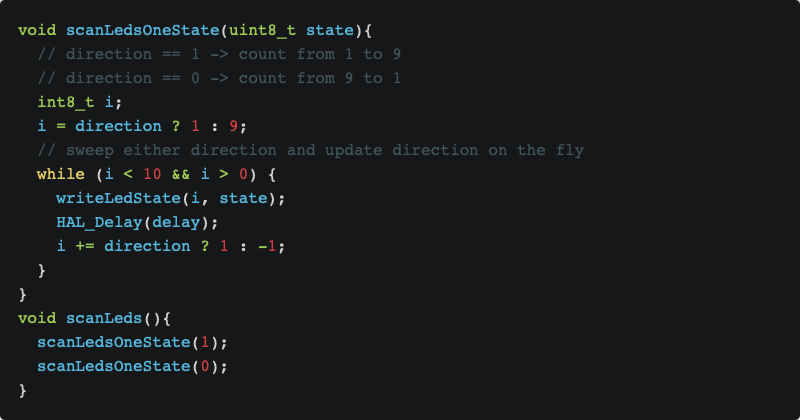 void scanLedsOneState(uint8_t state){
  // direction == 1 -> count from 1 to 9
  // direction == 0 -> count from 9 to 1
  int8_t i;
  i = direction ? 1 : 9;
  // sweep either direction and update direction on the fly
  while (i < 10 && i > 0) {
    writeLedState(i, state);
    HAL_Delay(delay);
    i += direction ? 1 : -1;
  }
}
void scanLeds(){
  scanLedsOneState(1);
  scanLedsOneState(0);
}